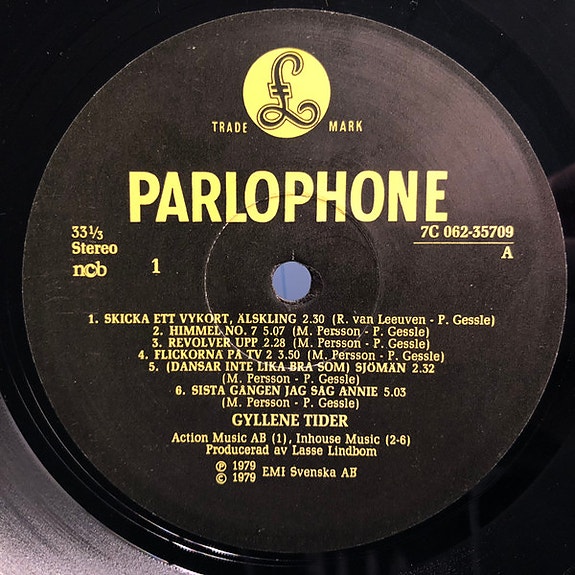 £
TRADE MARK
PARLOPHONE
33 1/3
Stereo
7C 062-35709
A
ncb
1
1. SKICKA ETT VYKORT, ÄLSKLING 2.30 (R. van Leeuven - P. Gessle)
2. HIMMEL NO. 7 5.07 (M. Persson - P. Gessle)
3. REVOLVER UPP 2.28 (M. Persson - P. Gessle)
4. FLICKORNA PÅ TV 2 3.50 (M. Persson - P. Gessle)
5. (DANSAR INTE LIKA BRA SOM) SJÖMÄN 2.32
(M. Persson - P. Gessle)
6. SISTA GÅNGEN JAG SÅG ANNIE 5.03
(M. Persson - P. Gessle)
GYLLENE TIDER
Action Music AB (1), Inhouse Music (2-6)
Producerad av Lasse Lindbom
℗ 1979
© 1979 EMI Svenska AB